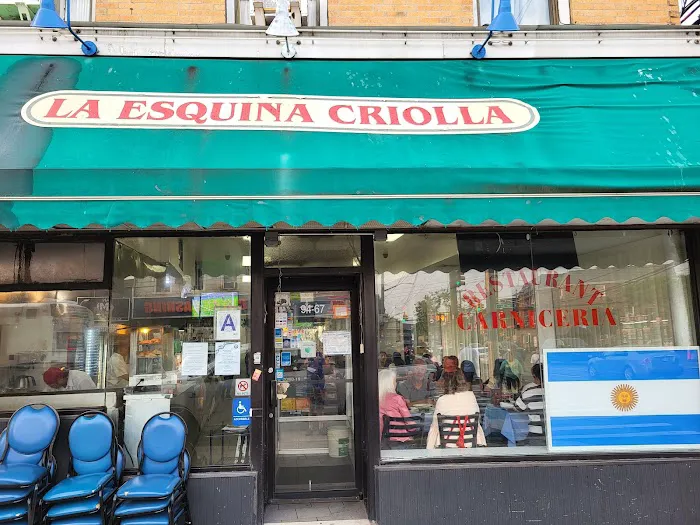 LA ESQUINA CRIOLLA
94-67
A
RESTAURANT
CARNICERIA